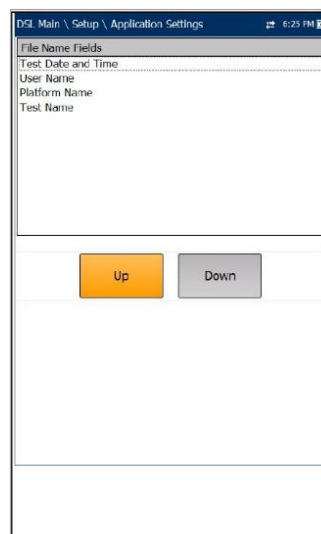 DSL Main \ Setup \ Application Settings 6:25 PM
File Name Fields
Test Date and Time
User Name
Platform Name
Test Name
Up Down